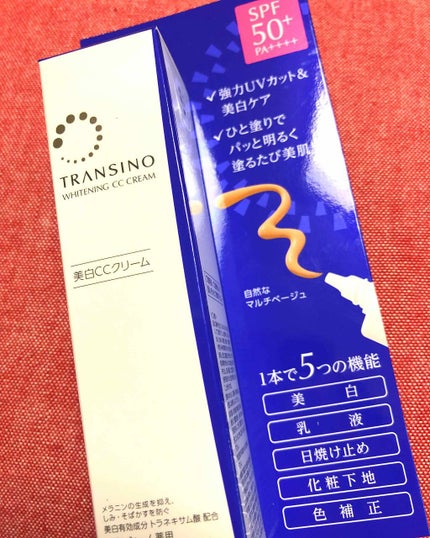 SPF
50+
PA++++
✓強力UVカット&
美白ケア
✓ひと塗りで
パッと明るく
塗るたび美肌
TRANSINO
WHITENING CC CREAM
美白CCクリーム
自然な
マルチベージュ
1本で5つの機能
美 白
乳 液
日焼け止め
化粧下地
色補正
メラニンの生成を抑え、
しみ・そばかすを防ぐ
美白有効成分 トラネキサム酸 配合